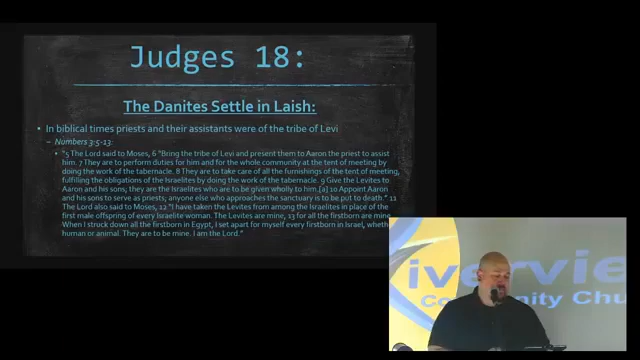 Judges 18:
The Danites Settle in Laish:
In biblical times priests and their assistants were of the tribe of Levi
– Numbers 3:5-13:
"5 The Lord said to Moses, 6 "Bring the tribe of Levi and present them to Aaron the priest to assist
him. 7 They are to perform duties for him and for the whole community at the tent of meeting by
doing the work of the tabernacle. 8 They are to take care of all the furnishings of the tent of meeting,
fulfilling the obligations of the Israelites by doing the work of the tabernacle. 9 Give the Levites to
Aaron and his sons; they are the Israelites who are to be given wholly to him.[a] 10 Appoint Aaron
and his sons to serve as priests; anyone else who approaches the sanctuary is to be put to death." 11
The Lord also said to Moses, 12 "I have taken the Levites from among the Israelites in place of the
first male offspring of every Israelite woman. The Levites are mine, 13 for all the firstborn are mine.
When I struck down all the firstborn in Egypt, I set apart for myself every firstborn in Israel, wheth
human or animal. They are to be mine. I am the Lord."
ivervie
Community Chur